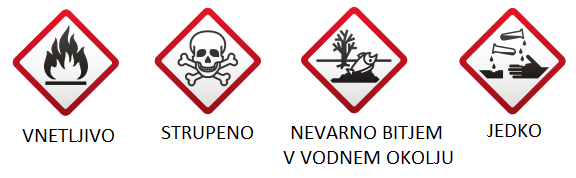 VNETLJIVO
STRUPENO
NEVARNO BITJEM
V VODNEM OKOLJU
JEDKO